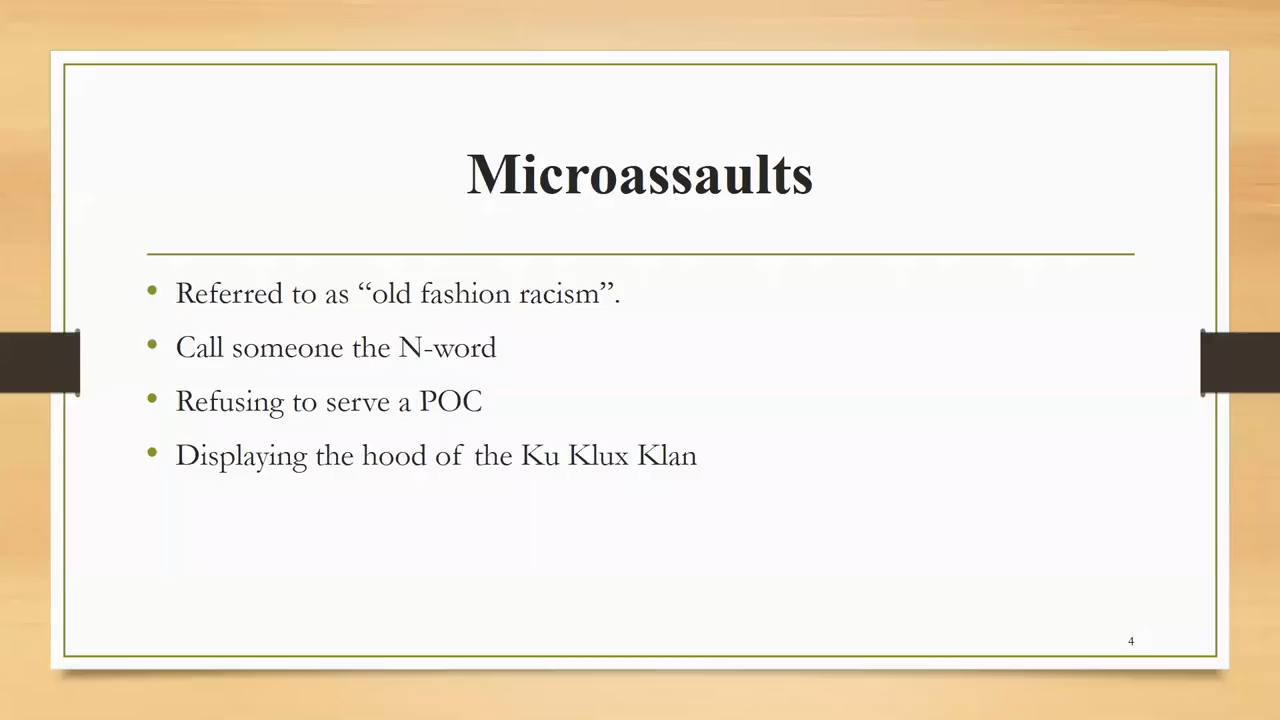 Microassaults
• Referred to as “old fashion racism”.
• Call someone the N-word
• Refusing to serve a POC
• Displaying the hood of the Ku Klux Klan
4